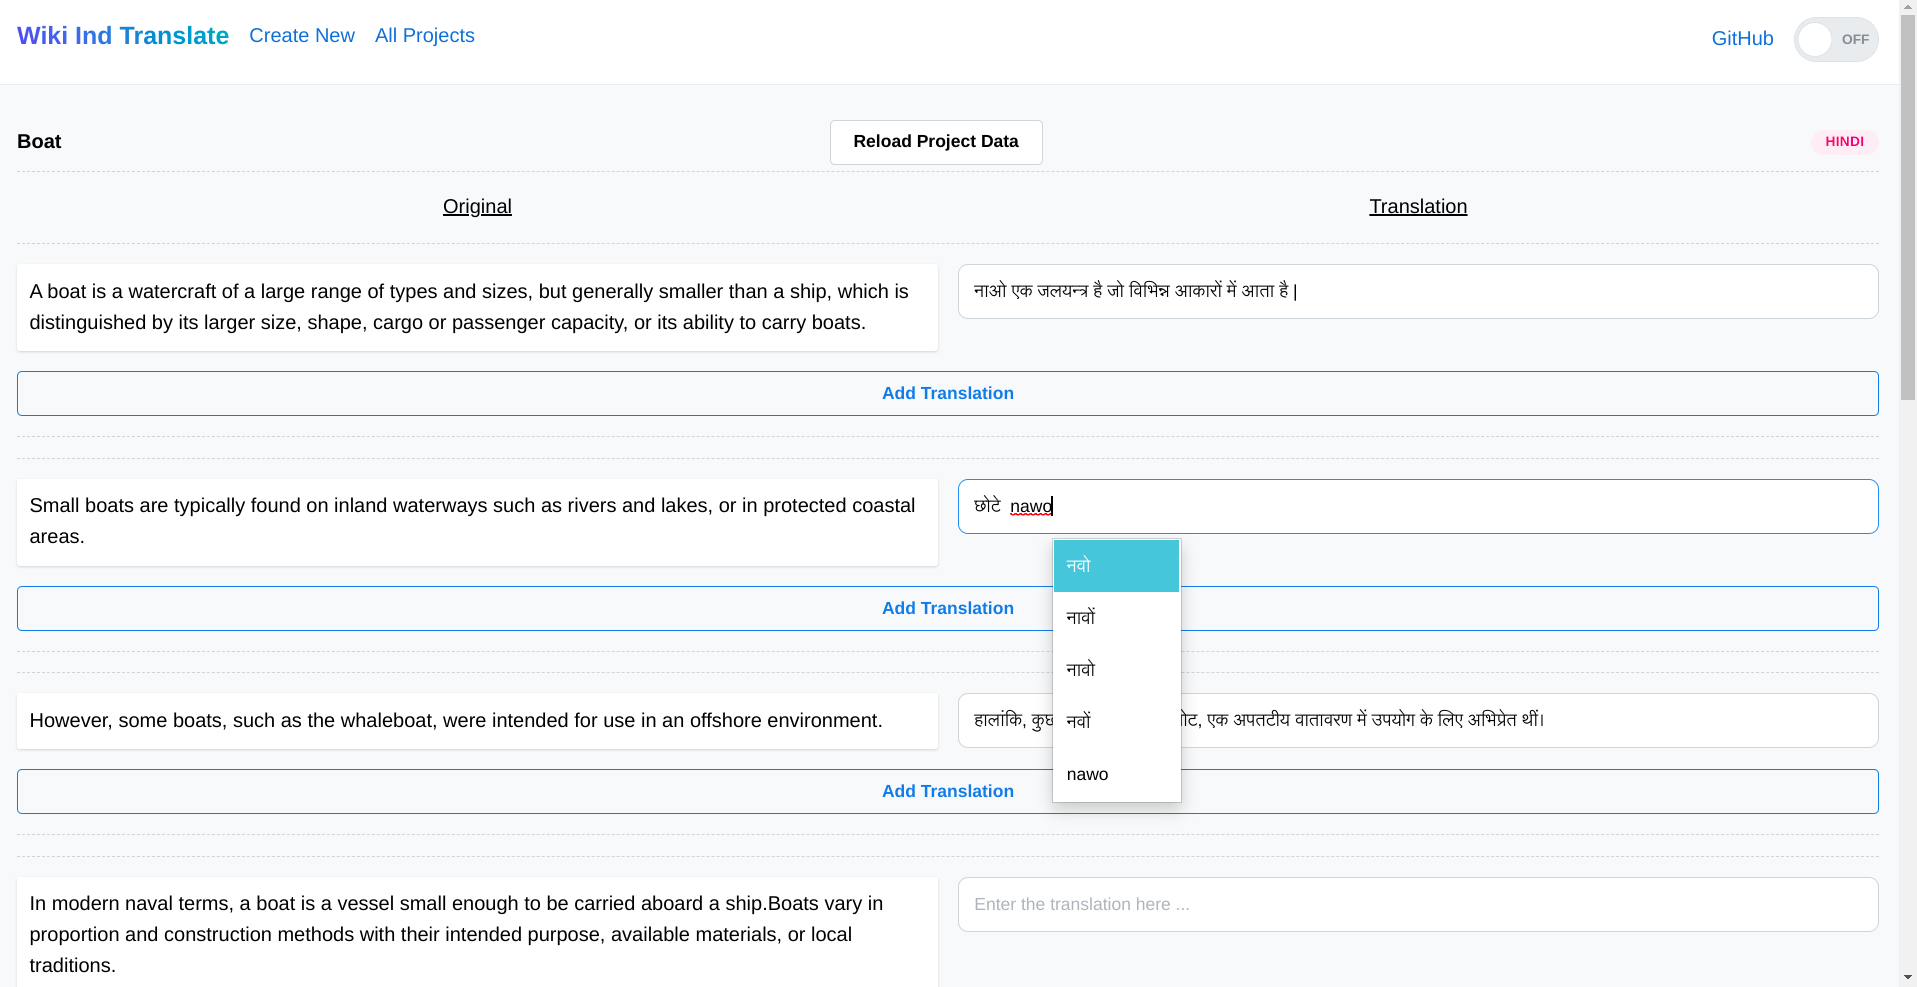 Wiki Ind Translate Create New All Projects GitHub OFF
Boat Reload Project Data HINDI
Original Translation
A boat is a watercraft of a large range of types and sizes, but generally smaller than a ship, which is
distinguished by its larger size, shape, cargo or passenger capacity, or its ability to carry boats.
नाओ एक जलयन्त्र है जो विभिन्न आकारों में आता है |
Add Translation
Small boats are typically found on inland waterways such as rivers and lakes, or in protected coastal
areas.
छोटे nawo
नवो
नावों
नावो
नवों
nawo
Add Translation
However, some boats, such as the whaleboat, were intended for use in an offshore environment.
हालांकि, कुछ ोट, एक अपतटीय वातावरण में उपयोग के लिए अभिप्रेत थीं।
Add Translation
In modern naval terms, a boat is a vessel small enough to be carried aboard a ship.Boats vary in
proportion and construction methods with their intended purpose, available materials, or local
traditions.
Enter the translation here ...